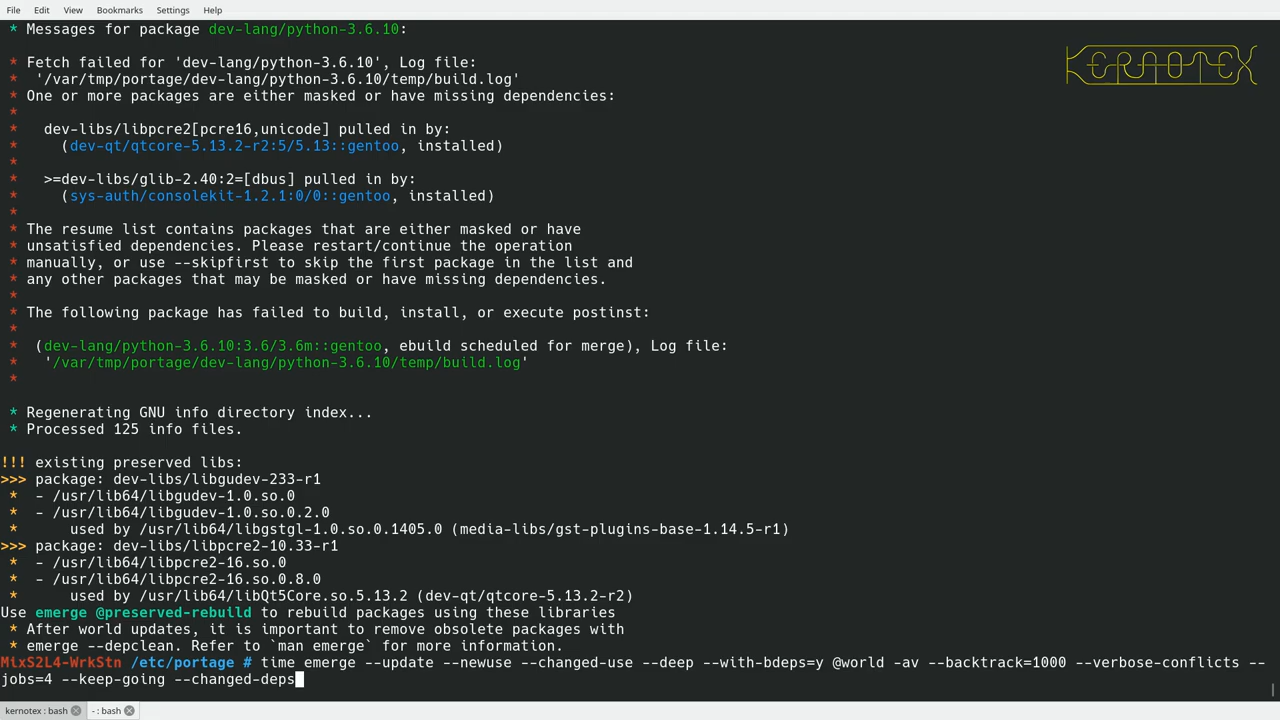 File Edit View Bookmarks Settings Help
* Messages for package dev-lang/python-3.6.10:
KERNOTEX
* Fetch failed for 'dev-lang/python-3.6.10', Log file:
*  '/var/tmp/portage/dev-lang/python-3.6.10/temp/build.log'
* One or more packages are either masked or have missing dependencies:
*
*   dev-libs/libpcre2[pcre16,unicode] pulled in by:
*     (dev-qt/qtcore-5.13.2-r2:5/5.13::gentoo, installed)
*
*   >=dev-libs/glib-2.40:2=[dbus] pulled in by:
*     (sys-auth/consolekit-1.2.1:0/0::gentoo, installed)
*
* The resume list contains packages that are either masked or have
* unsatisfied dependencies. Please restart/continue the operation
* manually, or use --skipfirst to skip the first package in the list and
* any other packages that may be masked or have missing dependencies.
*
* The following package has failed to build, install, or execute postinst:
*
*  (dev-lang/python-3.6.10:3.6/3.6m::gentoo, ebuild scheduled for merge), Log file:
*   '/var/tmp/portage/dev-lang/python-3.6.10/temp/build.log'
*
* Regenerating GNU info directory index...
* Processed 125 info files.
!!! existing preserved libs:
>>> package: dev-libs/libgudev-233-r1
*  - /usr/lib64/libgudev-1.0.so.0
*  - /usr/lib64/libgudev-1.0.so.0.2.0
*      used by /usr/lib64/libgstgl-1.0.so.0.1405.0 (media-libs/gst-plugins-base-1.14.5-r1)
>>> package: dev-libs/libpcre2-10.33-r1
*  - /usr/lib64/libpcre2-16.so.0
*  - /usr/lib64/libpcre2-16.so.0.8.0
*      used by /usr/lib64/libQt5Core.so.5.13.2 (dev-qt/qtcore-5.13.2-r2)
Use emerge @preserved-rebuild to rebuild packages using these libraries
* After world updates, it is important to remove obsolete packages with
* emerge --depclean. Refer to `man emerge` for more information.
MixS2L4-WrkStn /etc/portage # time emerge --update --newuse --changed-use --deep --with-bdeps=y @world -av --backtrack=1000 --verbose-conflicts --
jobs=4 --keep-going --changed-deps
kernotex : bash - : bash